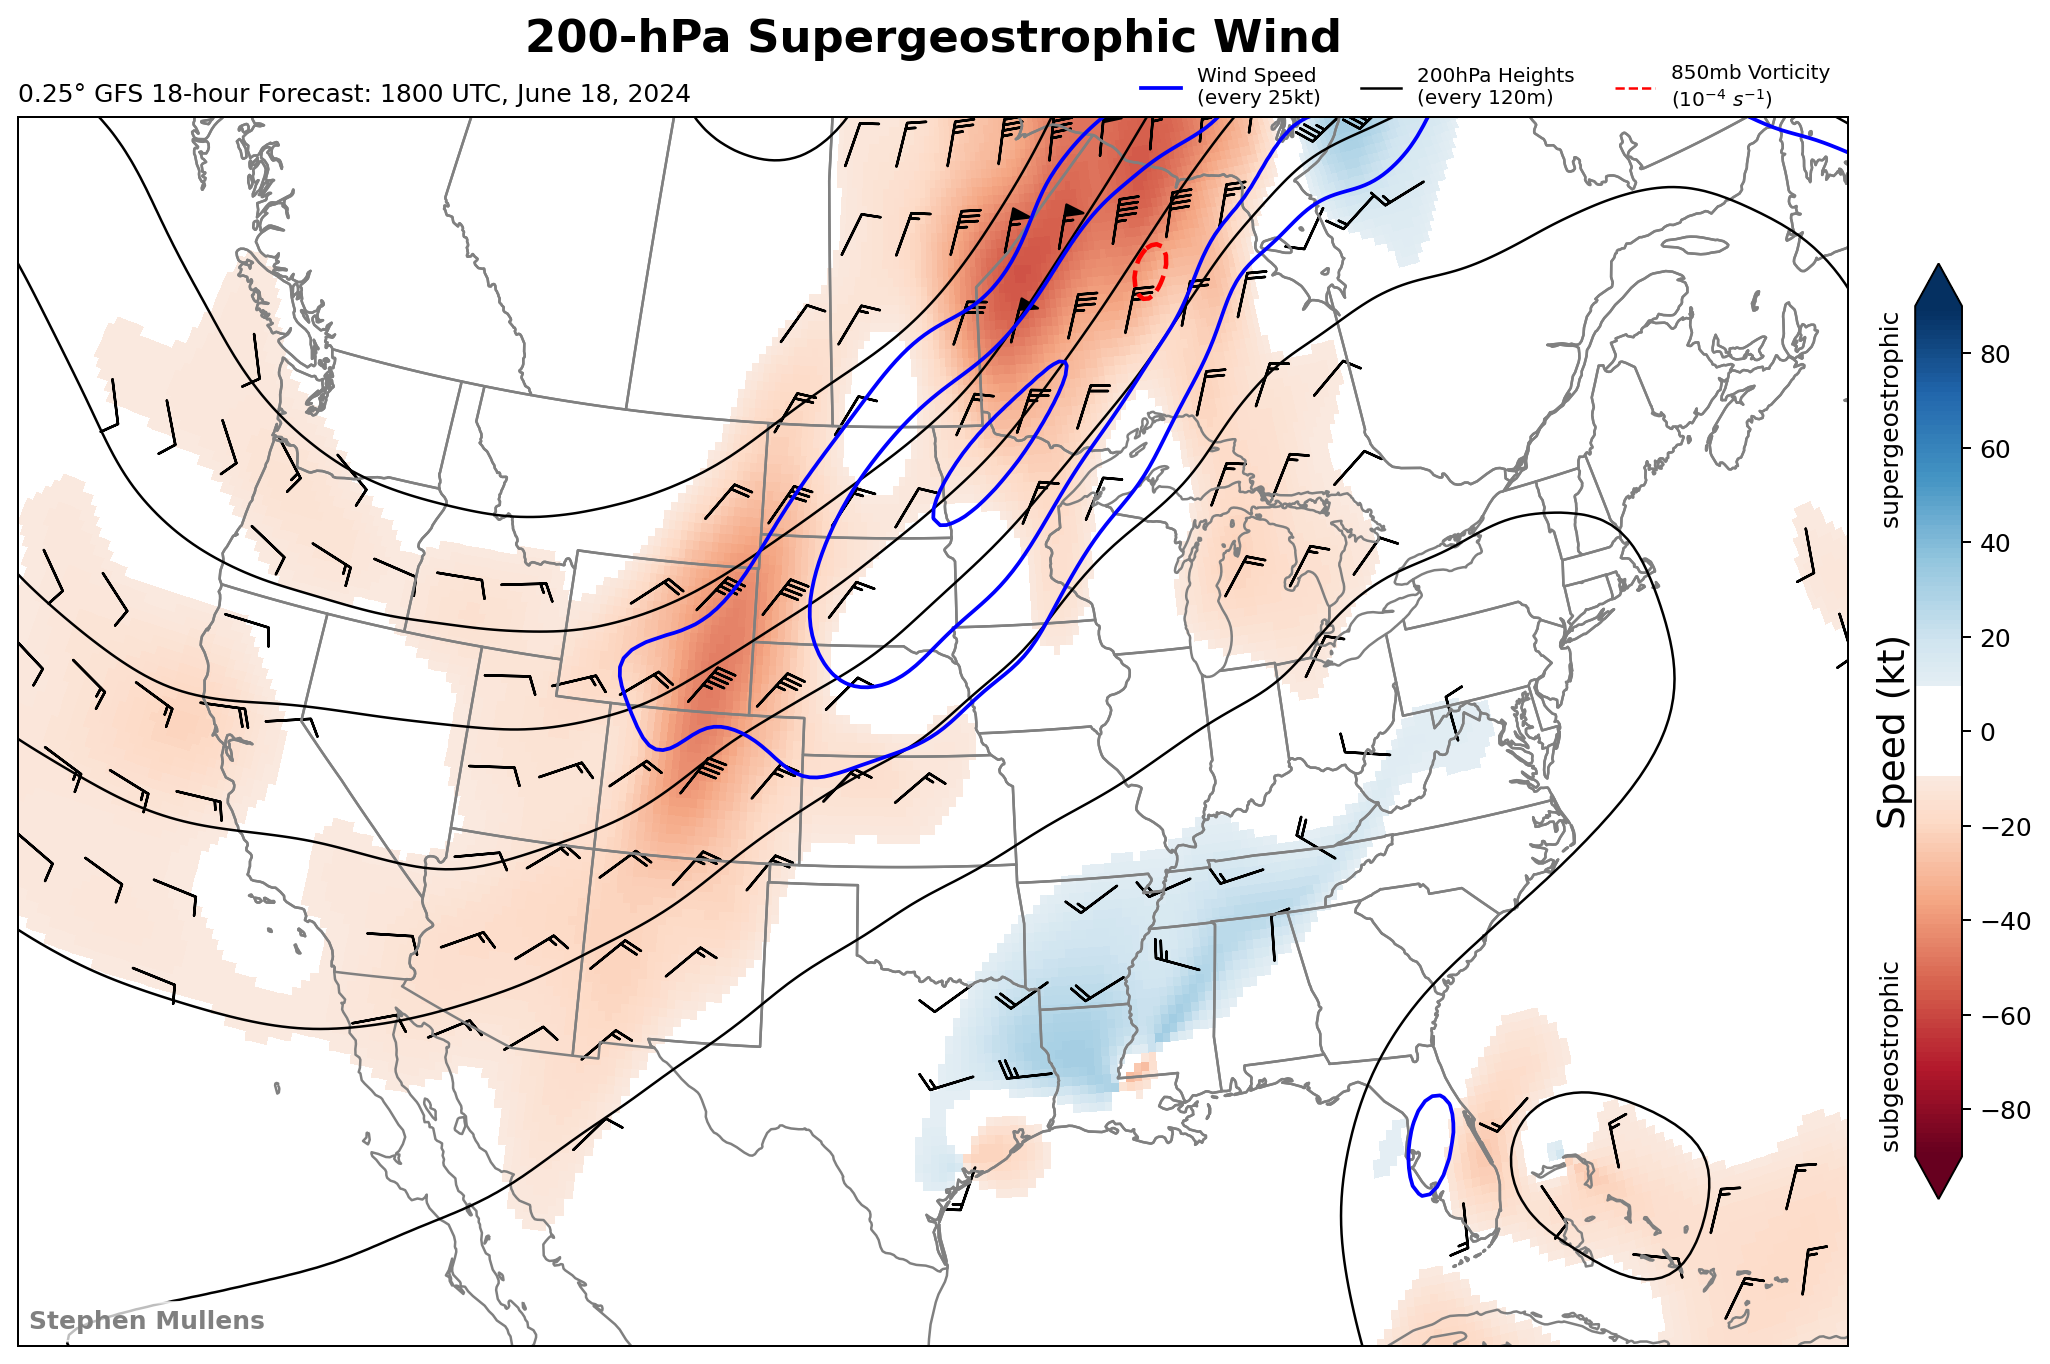 200-hPa Supergeostrophic Wind
0.25° GFS 18-hour Forecast: 1800 UTC, June 18, 2024
Wind Speed
(every 25kt)
200hPa Heights
(every 120m)
850mb Vorticity
(10⁻⁴ s⁻¹)
supergeostrophic
Speed (kt)
subgeostrophic
80
60
40
20
0
−20
−40
−60
−80
Stephen Mullens